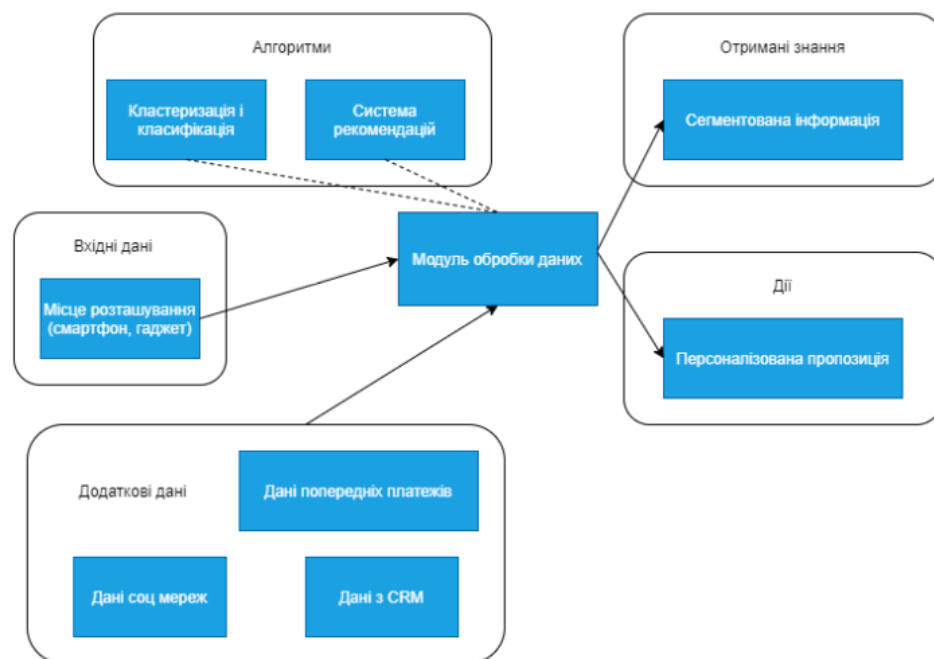 Алгоритми
Кластеризація і
класифікація
Система
рекомендацій
Отримані знання
Сегментована інформація
Вхідні дані
Місце розташування
(смартфон, гаджет)
Модуль обробки даних
Дії
Персоналізована пропозиція
Додаткові дані
Дані попередніх платежів
Дані соц мереж
Дані з CRM